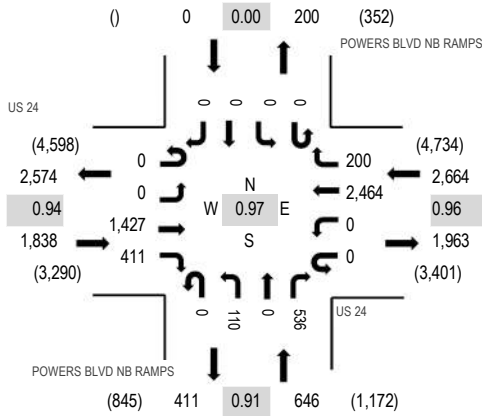 () 0 0.00 200 (352)
POWERS BLVD NB RAMPS
0 0 0 0
US 24
(4,598) (4,734)
0 200
2,574 2,664
0 N 2,464
0.94 W 0.97 E 0.96
1,427 0
1,838 S 1,963
411 0
(3,290) (3,401)
0 110 0 536
US 24
POWERS BLVD NB RAMPS
(845) 411 0.91 646 (1,172)